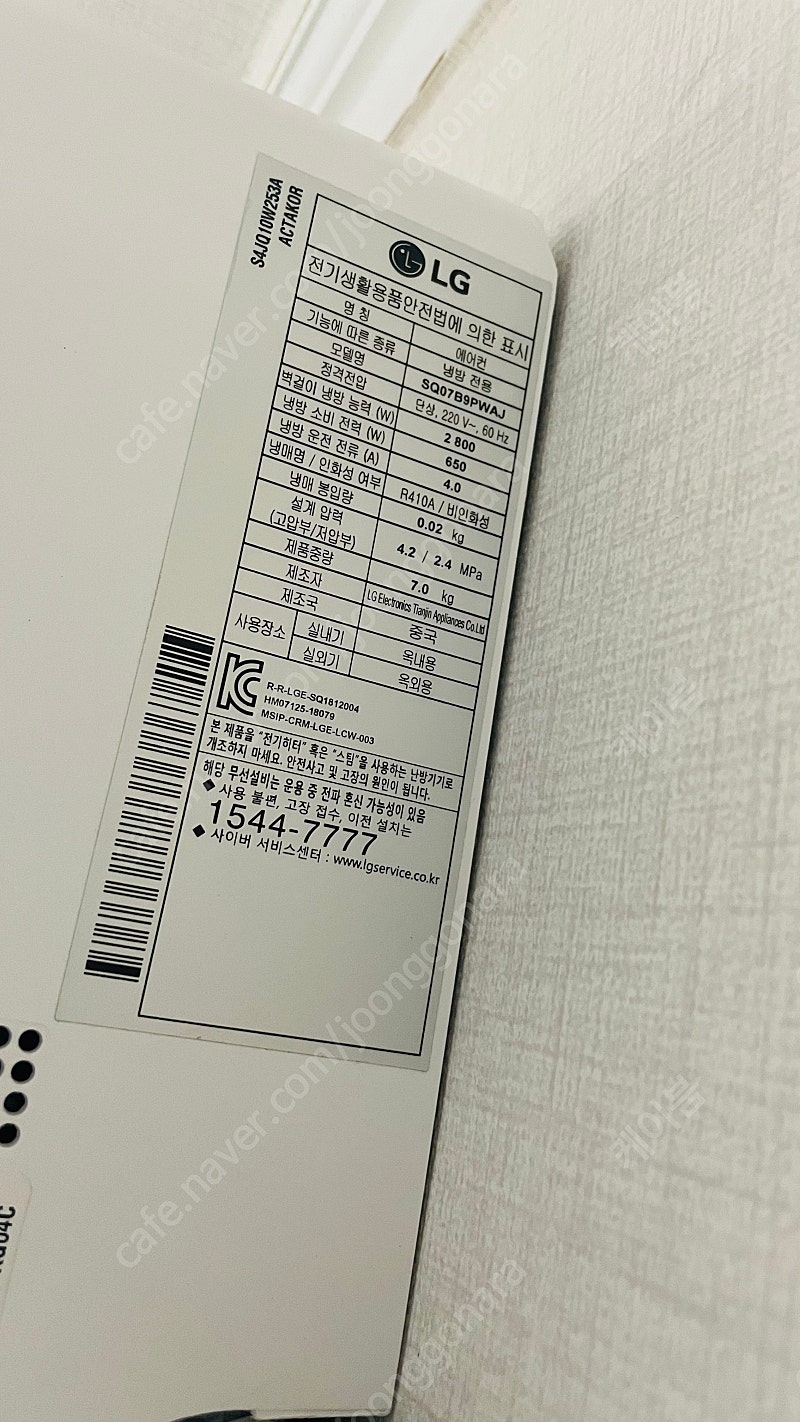 S4JQ10W253A
ACTAKOR
LG
전기생활용품안전법에 의한 표시
명 칭 에어컨
기능에 따른 종류 냉방 전용
모델명 SQ07B9PWAJ
정격전압 단상, 220 V~, 60 Hz
벽걸이 냉방 능력 (W) 2 800
냉방 소비 전력 (W) 650
냉방 운전 전류 (A) 4.0
냉매명 / 인화성 여부 R410A / 비인화성
냉매 봉입량 0.02 kg
설계 압력
(고압부/저압부) 4.2 / 2.4 MPa
제품중량 7.0 kg
제조자 LG Electronics Tianjin Appliances Co.Ltd
제조국 중국
사용장소 실내기 옥내용
실외기 옥외용
R-R-LGE-SQ1812004
HM07125-18079
MSIP-CRM-LGE-LCW-003
본 제품을 "전기히터" 혹은 "스팀"을 사용하는 난방기기로
개조하지 마세요. 안전사고 및 고장의 원인이 됩니다.
해당 무선설비는 운용 중 전파 혼신 가능성이 있음
◆ 사용 불편, 고장 접수, 이전 설치는
1544-7777
◆ 사이버 서비스센터 : www.lgservice.co.kr
cafe.naver.com/joonggonara
cafe.naver.com/joonggonara
케이봉